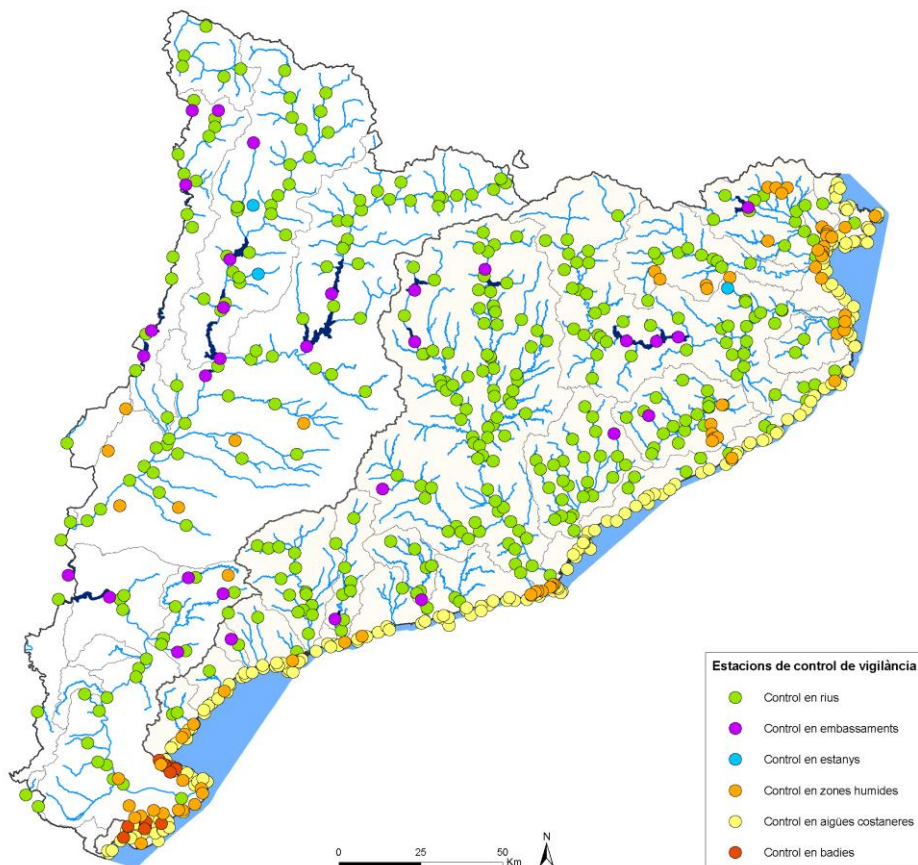 Estacions de control de vigilància
Control en rius
Control en embassaments
Control en estanys
Control en zones humides
Control en aigües costaneres
Control en badies
0 25 50
Km
N